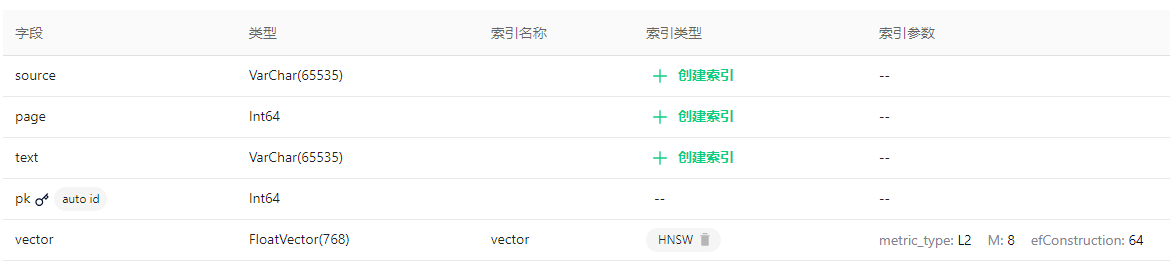 字段 类型 索引名称 索引类型 索引参数
source VarChar(65535) 创建索引 --
page Int64 创建索引 --
text VarChar(65535) 创建索引 --
pk auto id Int64 -- --
vector FloatVector(768) vector HNSW metric_type: L2 M: 8 efConstruction: 64